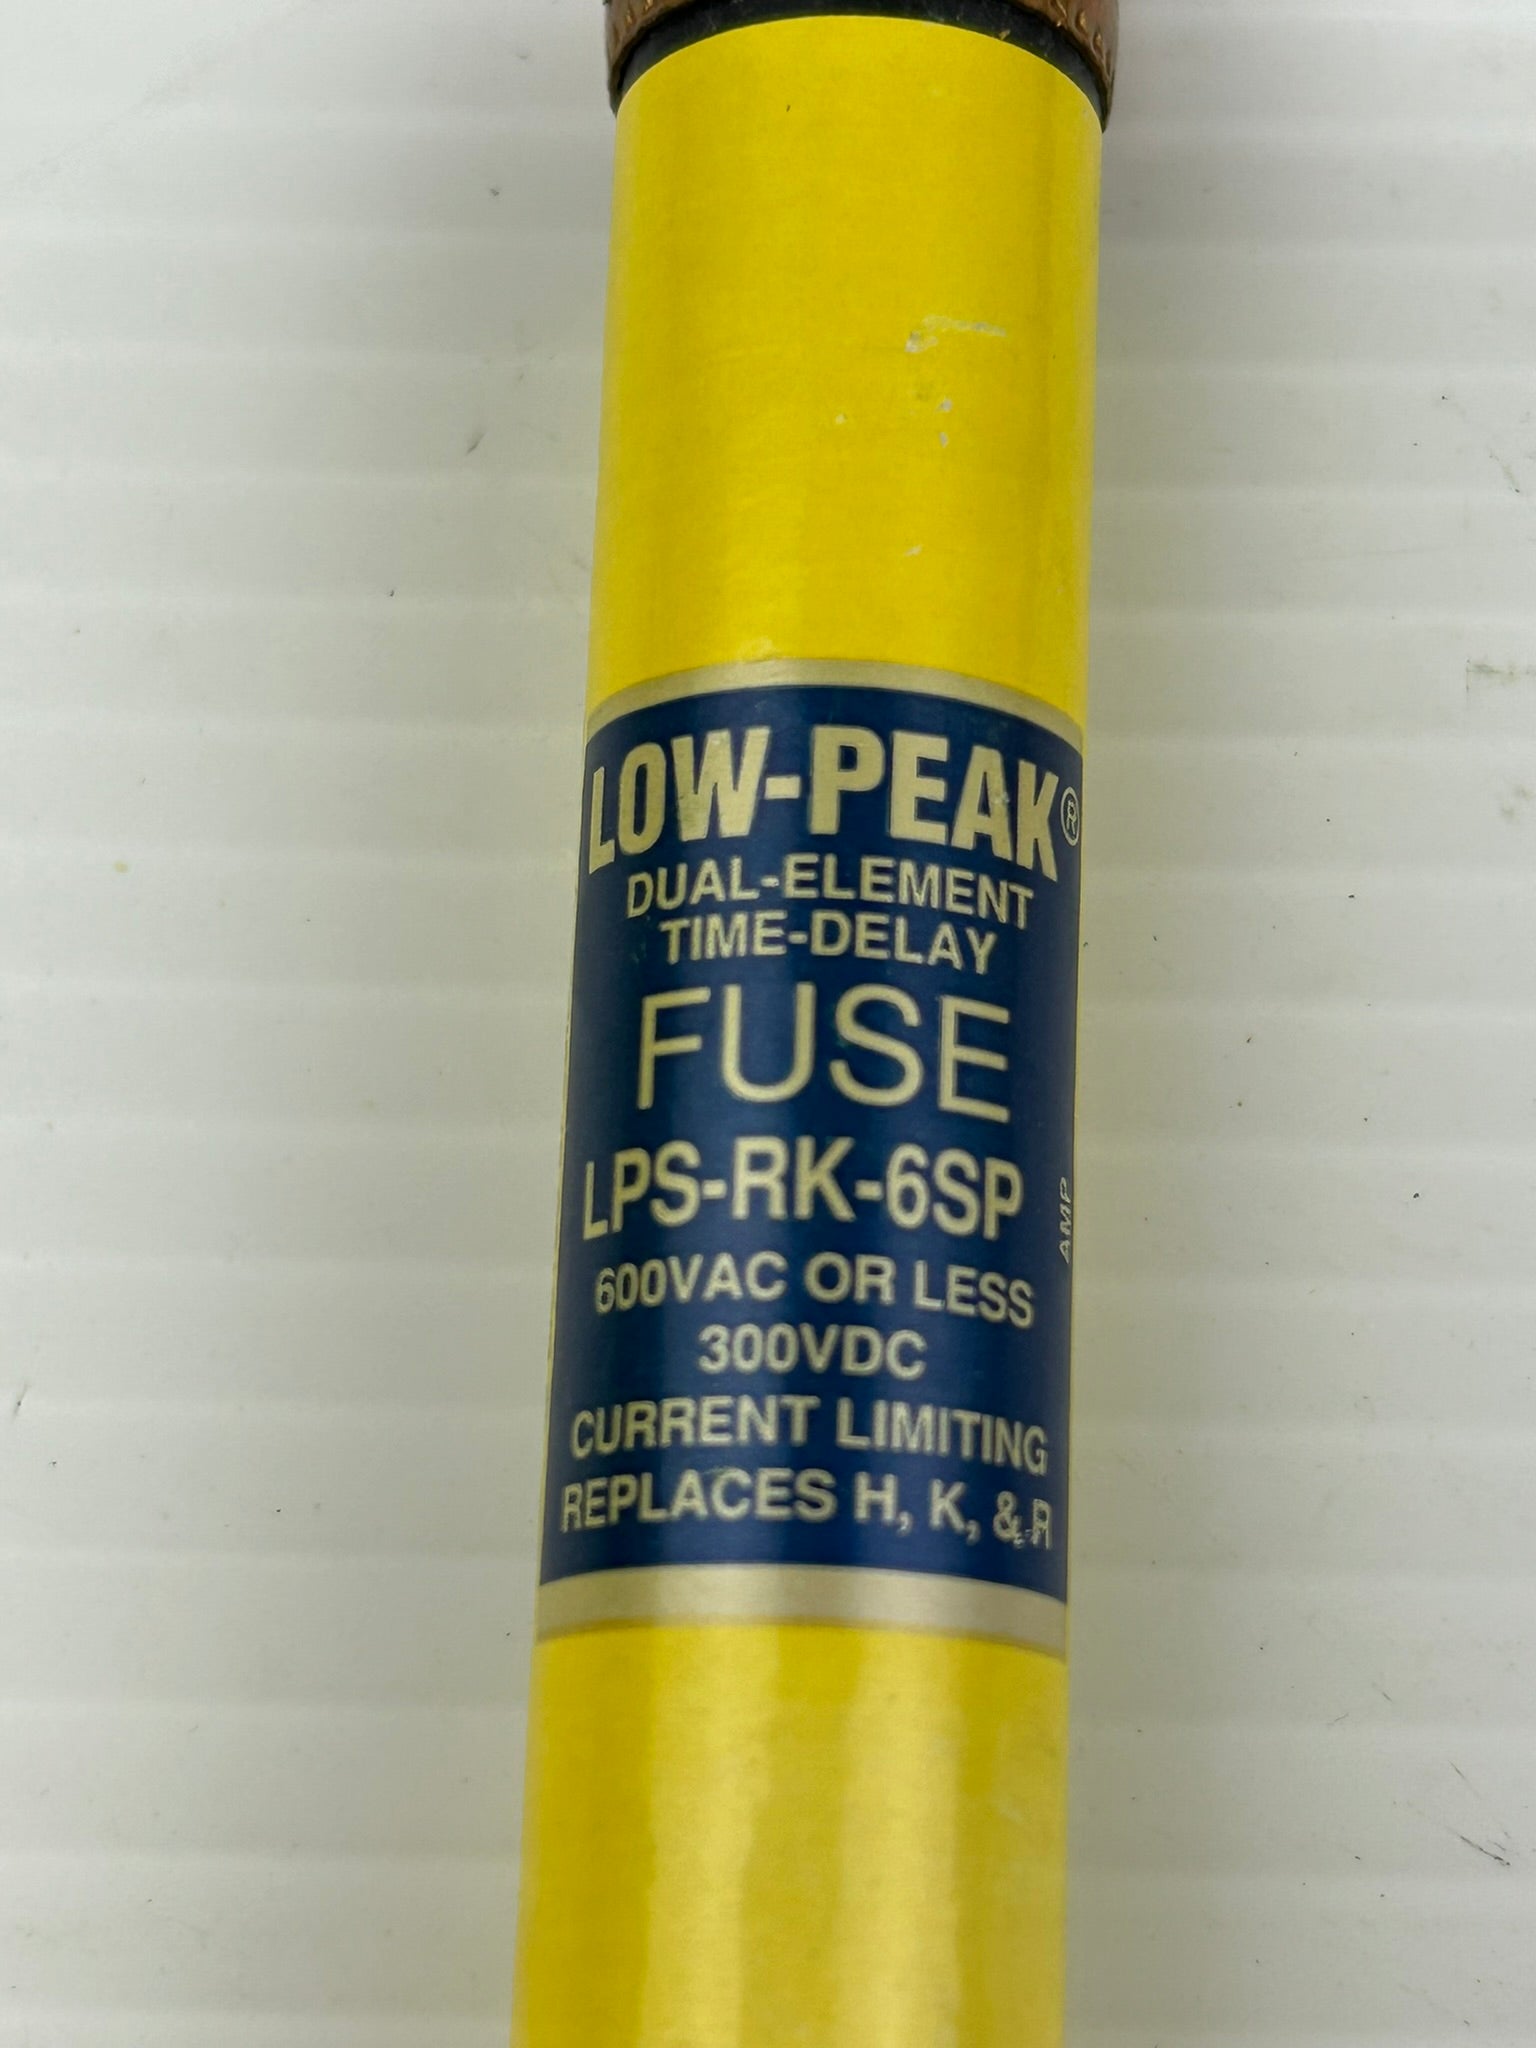 LOW-PEAK®
DUAL-ELEMENT
TIME-DELAY
FUSE
LPS-RK-6SP
AMP
600VAC OR LESS
300VDC
CURRENT LIMITING
REPLACES H, K, & R